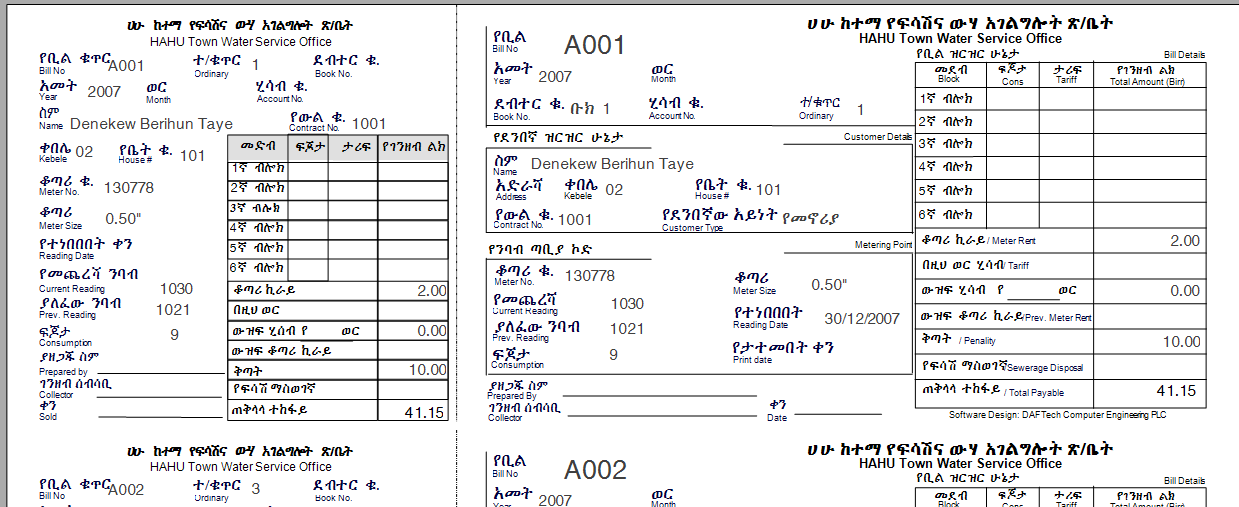 ሀሁ ከተማ የፍሳሽና ውሃ አገልግሎት ጽ/ቤት
HAHU Town Water Service Office
የቢል ቁጥር A001 ተ/ቁጥር 1 ደብተር ቁ.
Bill No Ordinary Book No.
አመት 2007 ወር ሂሳብ ቁ.
Year Month Account No.
ስም Denekew Berihun Taye የውል ቁ. 1001
Name Contract No.
ቀበሌ 02 የቤት ቁ. 101
Kebele House #
ቆጣሪ ቁ. 130778
Meter No.
ቆጣሪ 0.50"
Meter Size
የተነበበበት ቀን
Reading Date
የመጨረሻ ንባብ 1030
Current Reading
ያለፈው ንባብ 1021
Prev. Reading
ፍጆታ 9
Consumption
ያዘጋጁ ስም
Prepared by
ገንዘብ ሰብሳቢ
Collector
ቀን
Sold
መድብ ፍጆታ ታሪፍ የገንዘብ ልክ
1ኛ ብሎክ
2ኛ ብሎክ
3ኛ ብሎክ
4ኛ ብሎክ
5ኛ ብሎክ
6ኛ ብሎክ
ቆጣሪ ኪራይ 2.00
በዚህ ወር
ውዝፍ ሂሰብ የ ወር 0.00
ውዝፍ ቆጣሪ ኪራይ
ቅጣት 10.00
የፍሳሽ ማስወገኛ
ጠቅላላ ተከፋይ 41.15
ሀሁ ከተማ የፍሳሽና ውሃ አገልግሎት ጽ/ቤት
HAHU Town Water Service Office
የቢል A001
Bill No
አመት 2007 ወር
Year Month
ደብተር ቁ. ቡክ 1 ሂሳብ ቁ. ተ/ቁጥር 1
Book No. Account No. Ordinary
የደንበኛ ዝርዝር ሁኔታ Customer Details
ስም Denekew Berihun Taye
Name
አድራሻ ቀበሌ 02 የቤት ቁ. 101
Address Kebele House #
የውል ቁ. 1001 የደንበኛው አይነት የመኖሪያ
Contract No. Customer Type
የንባብ ጣቢያ ኮድ Metering Point
ቆጣሪ ቁ. 130778 ቆጣሪ 0.50"
Meter No. Meter Size
የመጨረሻ 1030 የተነበበበት 30/12/2007
Current Reading Reading Date
ያለፈው ንባብ 1021
Prev. Reading
ፍጆታ 9 የታተመበት ቀን
Consumption Print date
ያዘጋጁ ስም
Prepared By
ገንዘብ ሰብሳቢ ቀን
Collector Date
የቢል ዝርዝር ሁኔታ Bill Details
መደብ ፍጆታ ታሪፍ የገንዘብ ልክ
Block Cons Tariff Total Amount (Birr)
1ኛ ብሎክ
2ኛ ብሎክ
3ኛ ብሎክ
4ኛ ብሎክ
5ኛ ብሎክ
6ኛ ብሎክ
ቆጣሪ ኪራይ / Meter Rent 2.00
በዚህ ወር ሂሳብ/ Tariff
ውዝፍ ሂሳብ የ ወር 0.00
ውዝፍ ቆጣሪ ኪራይ/Prev. Meter Rent
ቅጣት / Penality 10.00
የፍሳሽ ማስወገኛ Sewerage Disposal
ጠቅላላ ተከፋይ / Total Payable 41.15
Software Design: DAFTech Computer Engineering PLC
ሀሁ ከተማ የፍሳሽና ውሃ አገልግሎት ጽ/ቤት
HAHU Town Water Service Office
የቢል ቁጥር A002 ተ/ቁጥር 3 ደብተር ቁ.
Bill No Ordinary Book No.
ሀሁ ከተማ የፍሳሽና ውሃ አገልግሎት ጽ/ቤት
HAHU Town Water Service Office
የቢል A002
Bill No
አመት 2007 ወር
Year Month
የቢል ዝርዝር ሁኔታ Bill Details
መደብ ፍጆታ ታሪፍ የገንዘብ ልክ
Block Cons Tariff Total Amount (Birr)